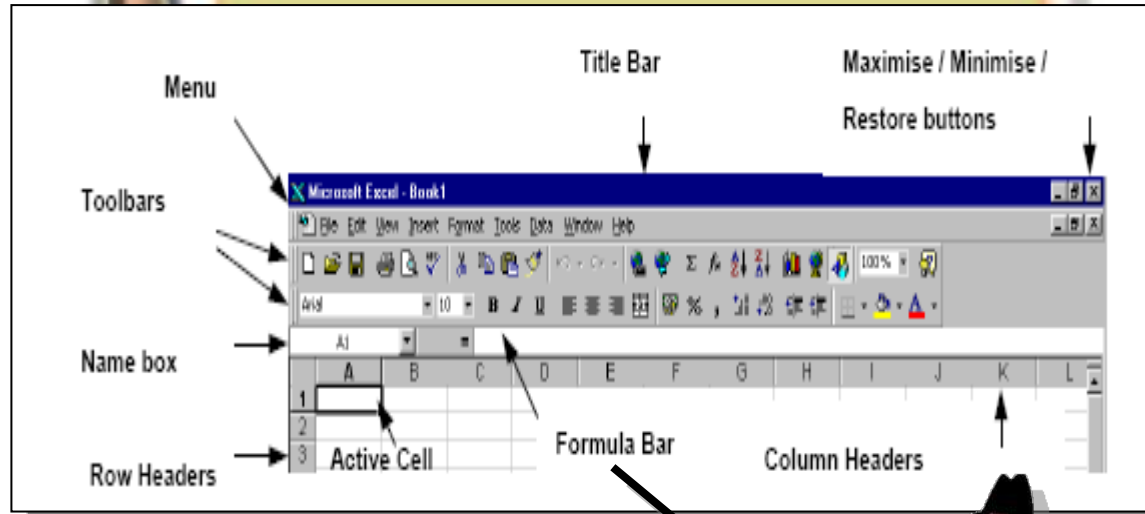 Title Bar
Maximise / Minimise /
Restore buttons
Menu
Toolbars
Microsoft Excel - Book1
File Edit View Insert Format Tools Data Window Help
100%
Arial 10 B I U % ,
Name box
A1 =
A B C D E F G H I J K L
1
2
3
Active Cell
Formula Bar
Column Headers
Row Headers